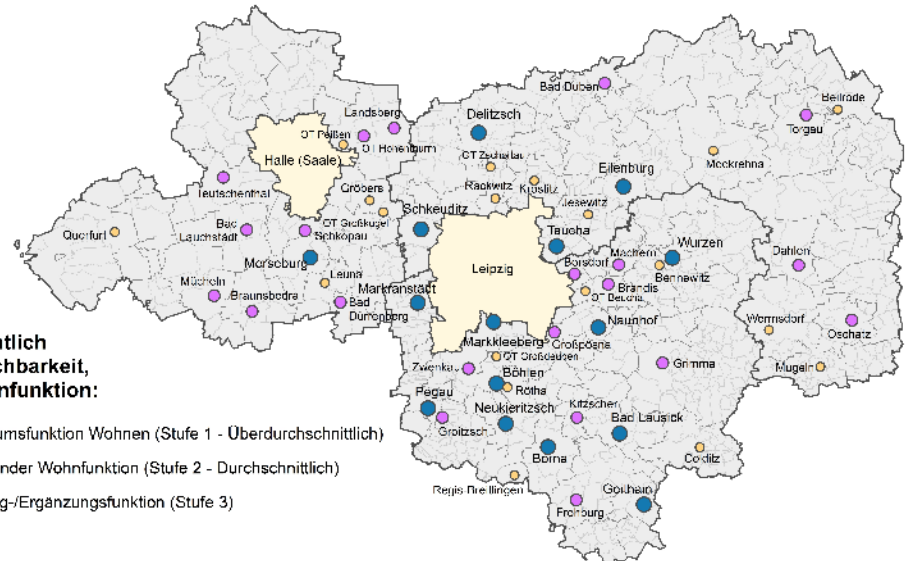 Bad Düben
Beilrode
Torgau
Landsberg
Delitzsch
OT Peißen
OT Hohenthurm
Halle (Saale)
OT Zschortau
Mockrehna
Eilenburg
Rackwitz
Krostitz
Teutschenthal
Gröbers
Jesewitz
Schkeuditz
OT Großkugel
Bad
Lauchstädt
Schkopau
Taucha
Querfurt
Machern
Wurzen
Dahlen
Merseburg
Leipzig
Borsdorf
Bennewitz
Leuna
Brandis
Mücheln
Markranstädt
OT Beucha
Braunsbedra
Bad
Dürrenberg
Naunhof
Wermsdorf
Oschatz
Markkleeberg
Großpösna
ntlich
OT Großdeuben
chbarkeit,
Zwenkau
Grimma
Mügeln
Böhlen
nfunktion:
Rötha
Pegau
Kitzscher
Neukieritzsch
Bad Lausick
Groitzsch
umsfunktion Wohnen (Stufe 1 - Überdurchschnittlich)
Borna
Colditz
nder Wohnfunktion (Stufe 2 - Durchschnittlich)
Regis-Breitingen
Geithain
g-/Ergänzungsfunktion (Stufe 3)
Frohburg